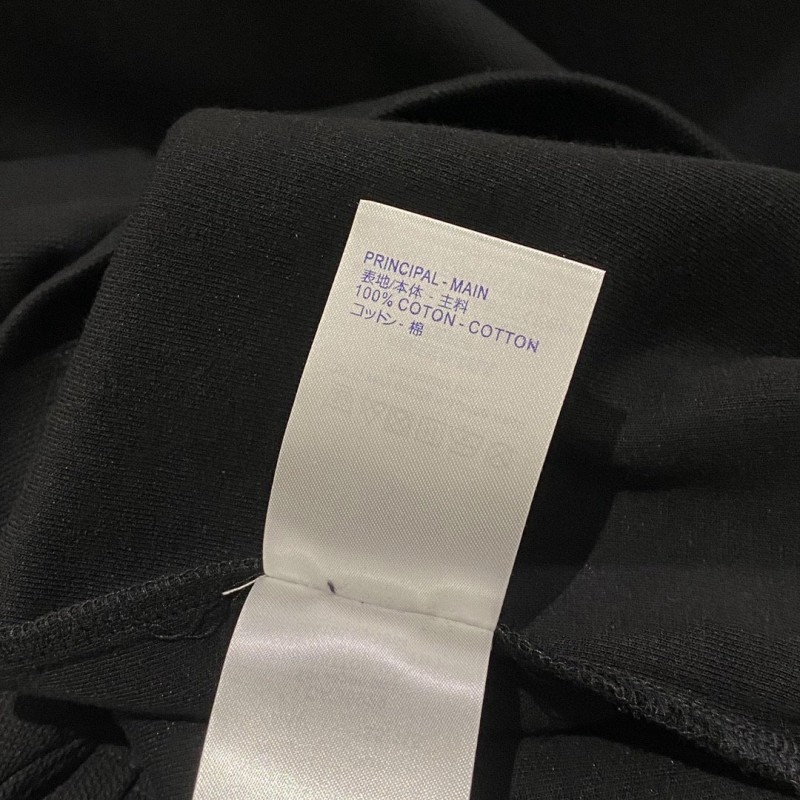 PRINCIPAL - MAIN
表地/本体 - 主料
100% COTON - COTTON
コットン - 棉